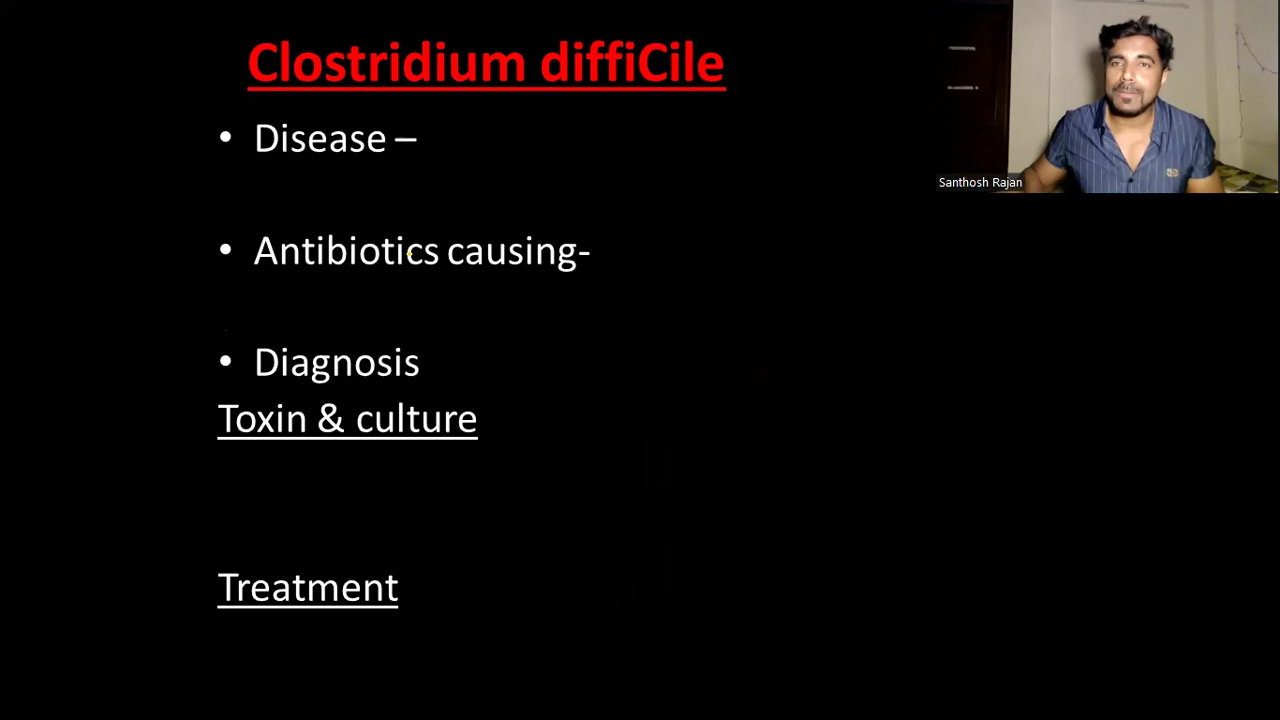 Clostridium diffiCile
• Disease –
• Antibiotics causing-
• Diagnosis
Toxin & culture
Treatment
Santhosh Rajan